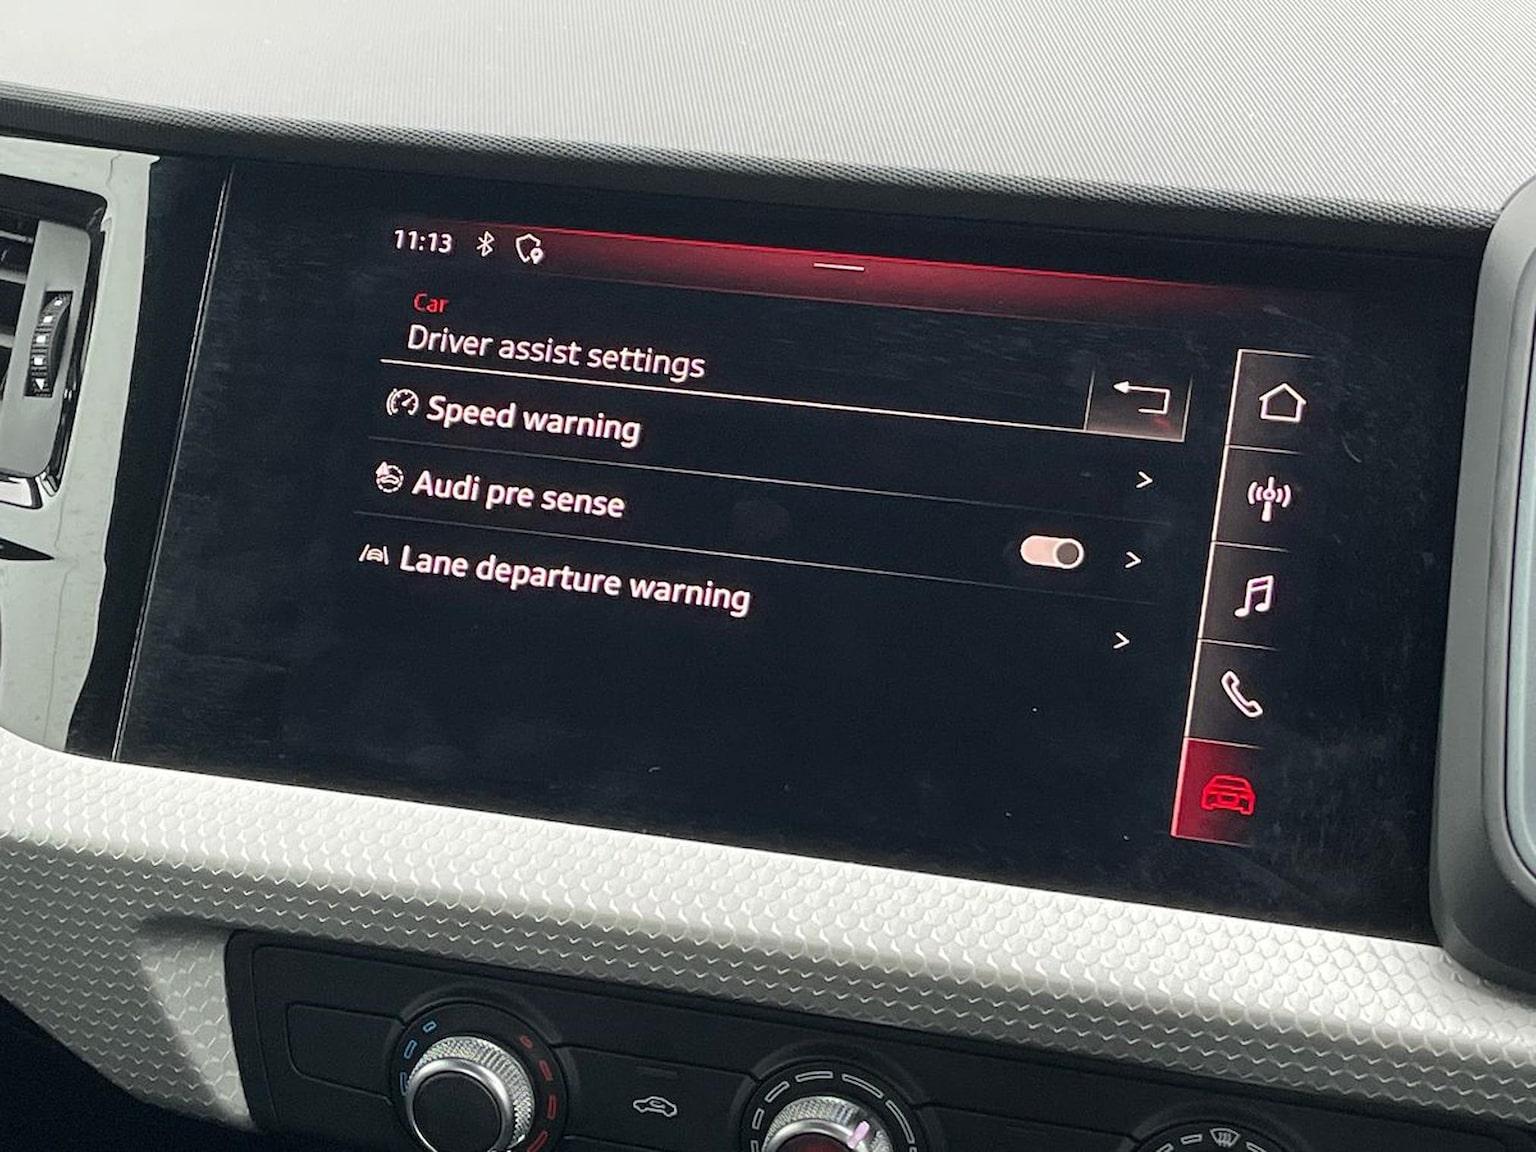 11:13
Car
Driver assist settings
Speed warning
Audi pre sense
Lane departure warning